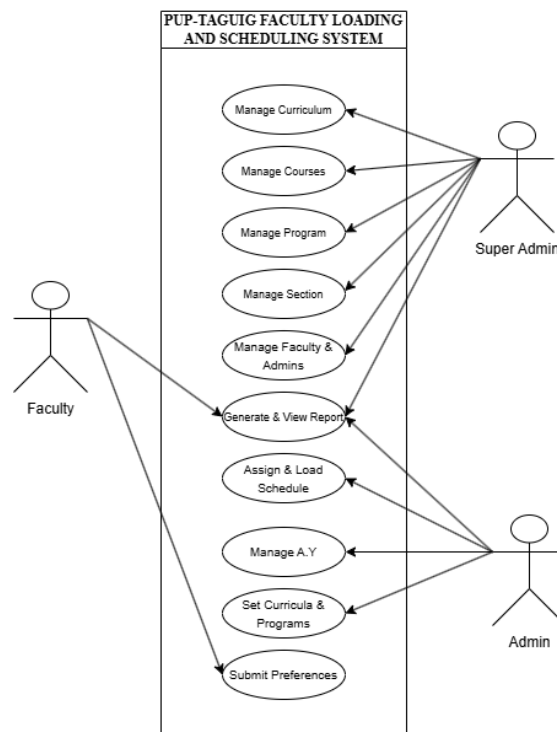 PUP-TAGUIG FACULTY LOADING
AND SCHEDULING SYSTEM
Manage Curriculum
Manage Courses
Manage Program
Manage Section
Manage Faculty &
Admins
Generate & View Report
Assign & Load
Schedule
Manage A.Y
Set Curricula &
Programs
Submit Preferences
Faculty
Super Admin
Admin